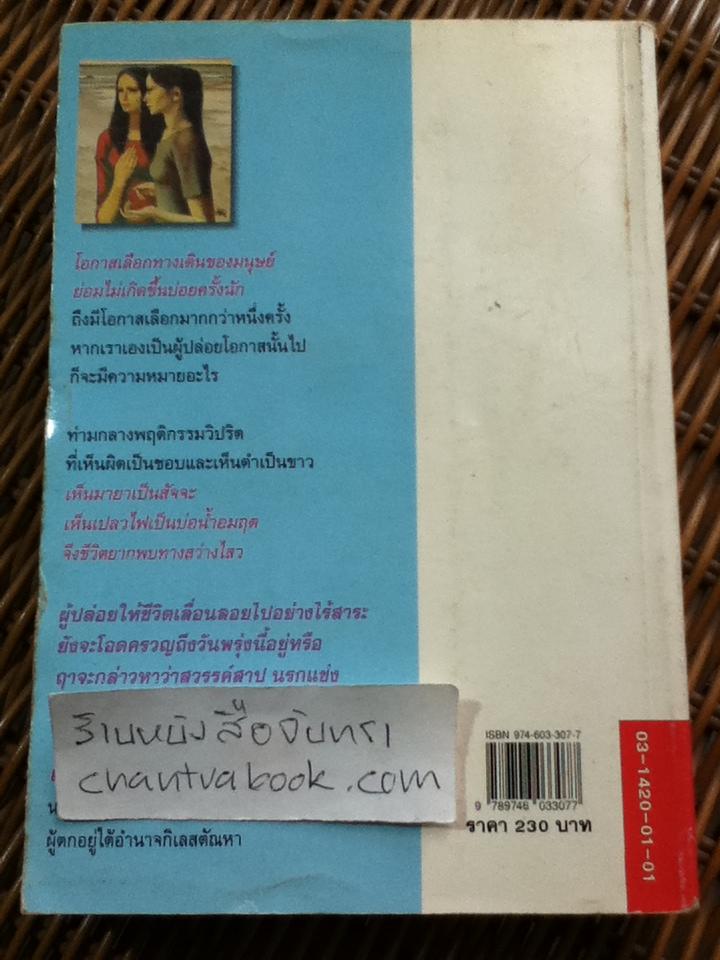 โอกาสเลือกทางเดินของมนุษย์
ย่อมไม่เกิดขึ้นบ่อยครั้งนัก
ถึงมีโอกาสเลือกมากกว่าหนึ่งครั้ง
หากเราเองเป็นผู้ปล่อยโอกาสนั้นไป
ก็จะมีความหมายอะไร
ท่ามกลางพฤติกรรมวิปริต
ที่เห็นผิดเป็นชอบและเห็นดำเป็นขาว
เห็นมายาเป็นสัจจะ
เห็นเปลวไฟเป็นบ่อน้ำอมฤต
จึงชีวิตยากพบทางสว่างไสว
ผู้ปล่อยให้ชีวิตเลื่อนลอยไปอย่างไร้สาระ
ยังจะโอดครวญถึงวันพรุ่งนี้อยู่หรือ
ฤาจะกล่าวหาว่าสวรรค์สาป นรกแช่ง
ร้านหนังสือจันทรา
chantrabook.com
ผู้ตกอยู่ใต้อำนาจกิเลสตัณหา
ISBN 974-603-307-7
9 789746 033077
ราคา 230 บาท
03-1420-01-01